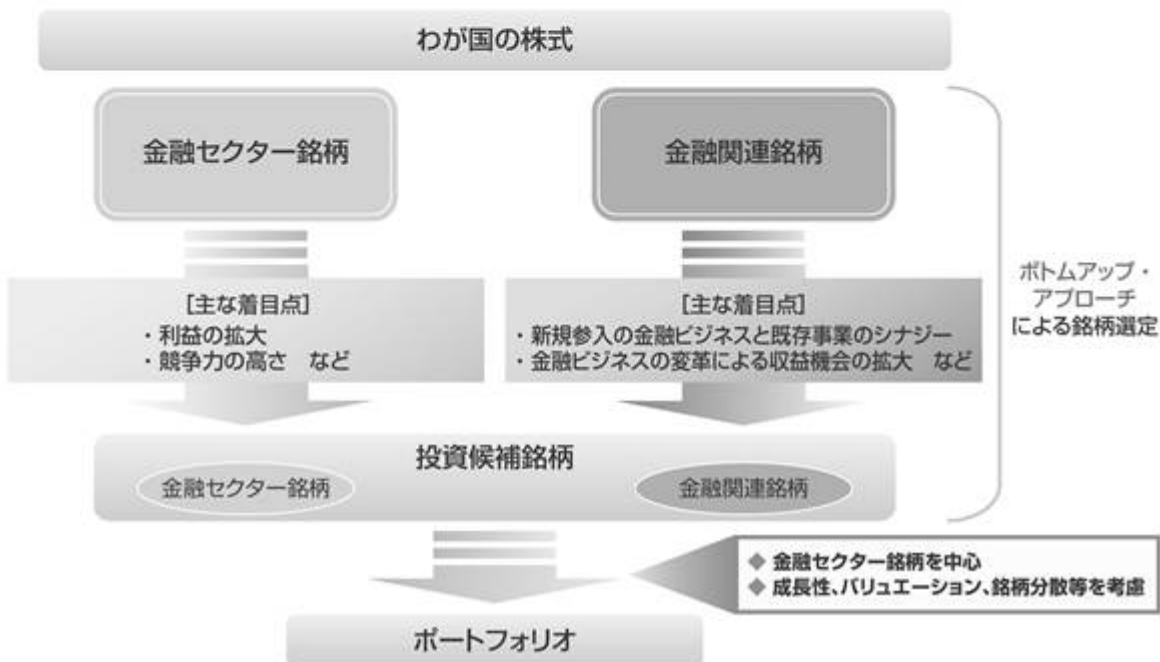 わが国の株式
金融セクター銘柄
金融関連銘柄
[主な着目点]
・利益の拡大
・競争力の高さ　など
[主な着目点]
・新規参入の金融ビジネスと既存事業のシナジー
・金融ビジネスの変革による収益機会の拡大　など
ボトムアップ・
アプローチ
による銘柄選定
投資候補銘柄
金融セクター銘柄
金融関連銘柄
◆ 金融セクター銘柄を中心
◆ 成長性、バリュエーション、銘柄分散等を考慮
ポートフォリオ